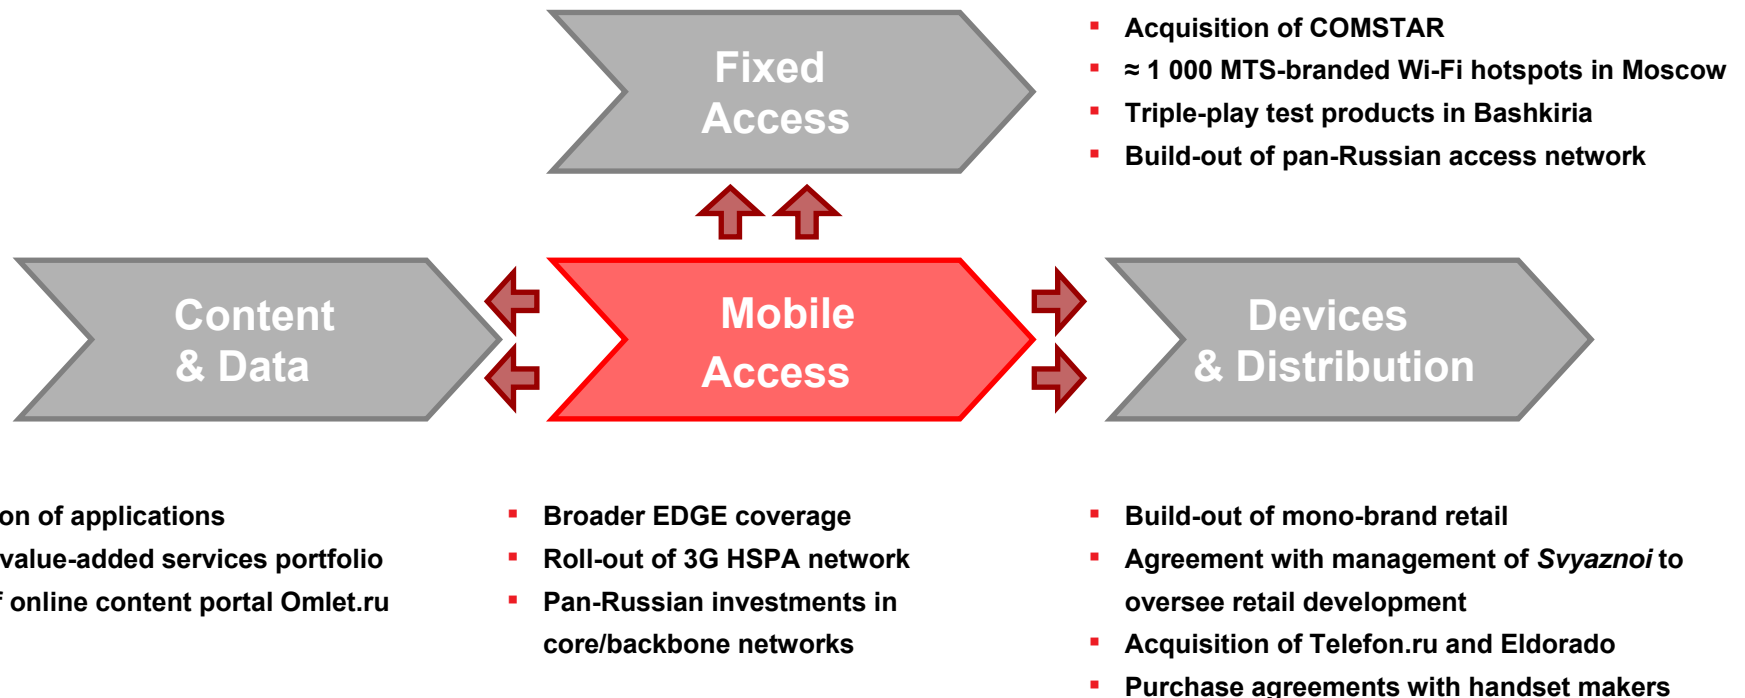 Fixed
Access
Acquisition of COMSTAR
≈ 1 000 MTS-branded Wi-Fi hotspots in Moscow
Triple-play test products in Bashkiria
Build-out of pan-Russian access network
Content
& Data
Mobile
Access
Devices
& Distribution
of applications
value-added services portfolio
online content portal Omlet.ru
Broader EDGE coverage
Roll-out of 3G HSPA network
Pan-Russian investments in
core/backbone networks
Build-out of mono-brand retail
Agreement with management of Svyaznoi to
oversee retail development
Acquisition of Telefon.ru and Eldorado
Purchase agreements with handset makers